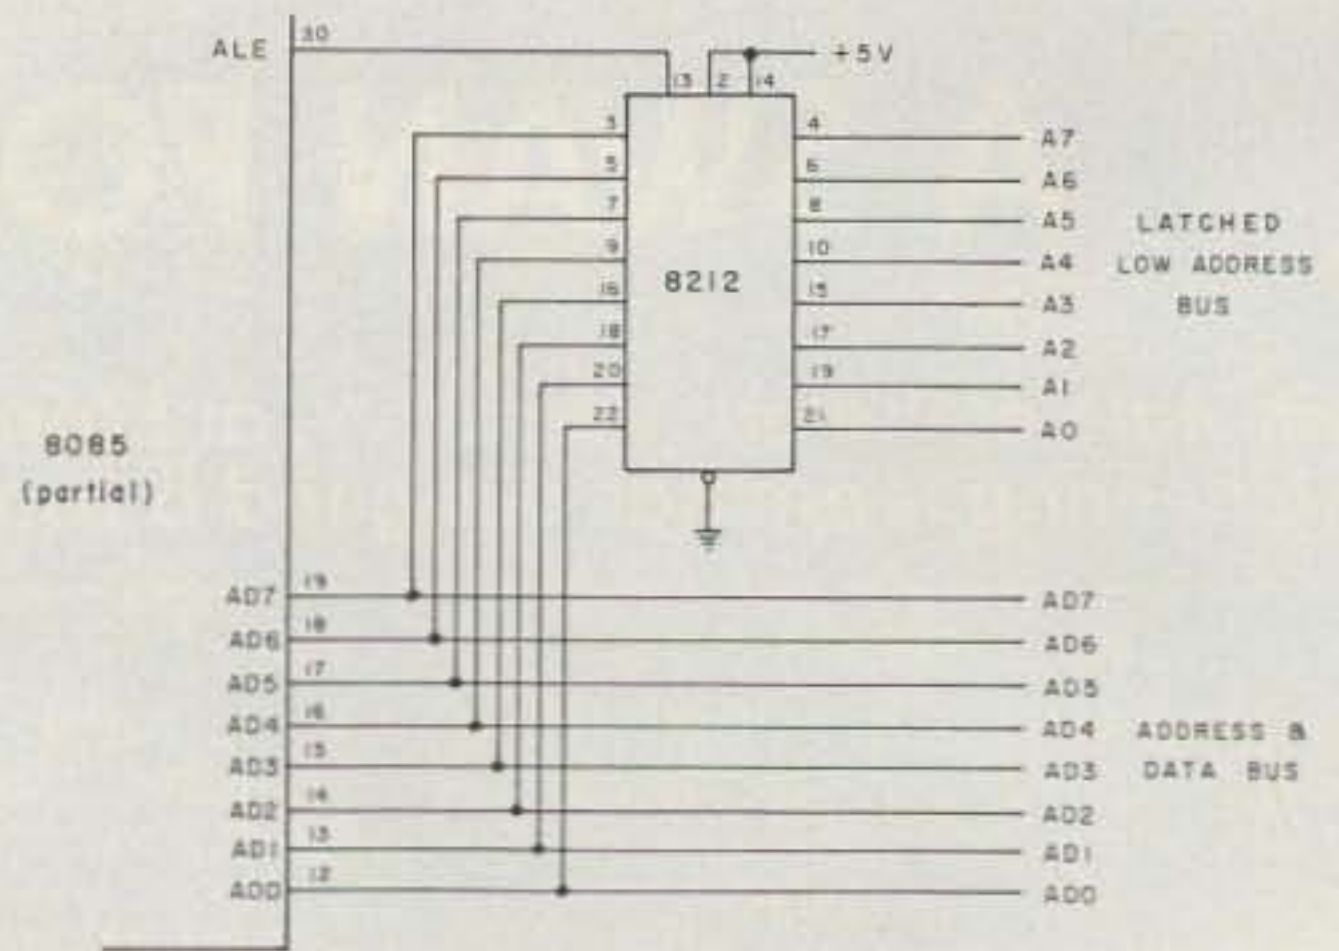 ALE 30
+5V
13 2 14
3 4 A7
5 6 A6
7 8 A5
LATCHED
9 10 A4
LOW ADDRESS
8212
16 15 A3
BUS
18 17 A2
20 19 A1
22 21 A0
8085
(partial)
AD7 19 AD7
AD6 18 AD6
AD5 17 AD5
AD4 16 AD4
ADDRESS &
AD3 15 AD3
DATA BUS
AD2 14 AD2
AD1 13 AD1
AD0 12 AD0